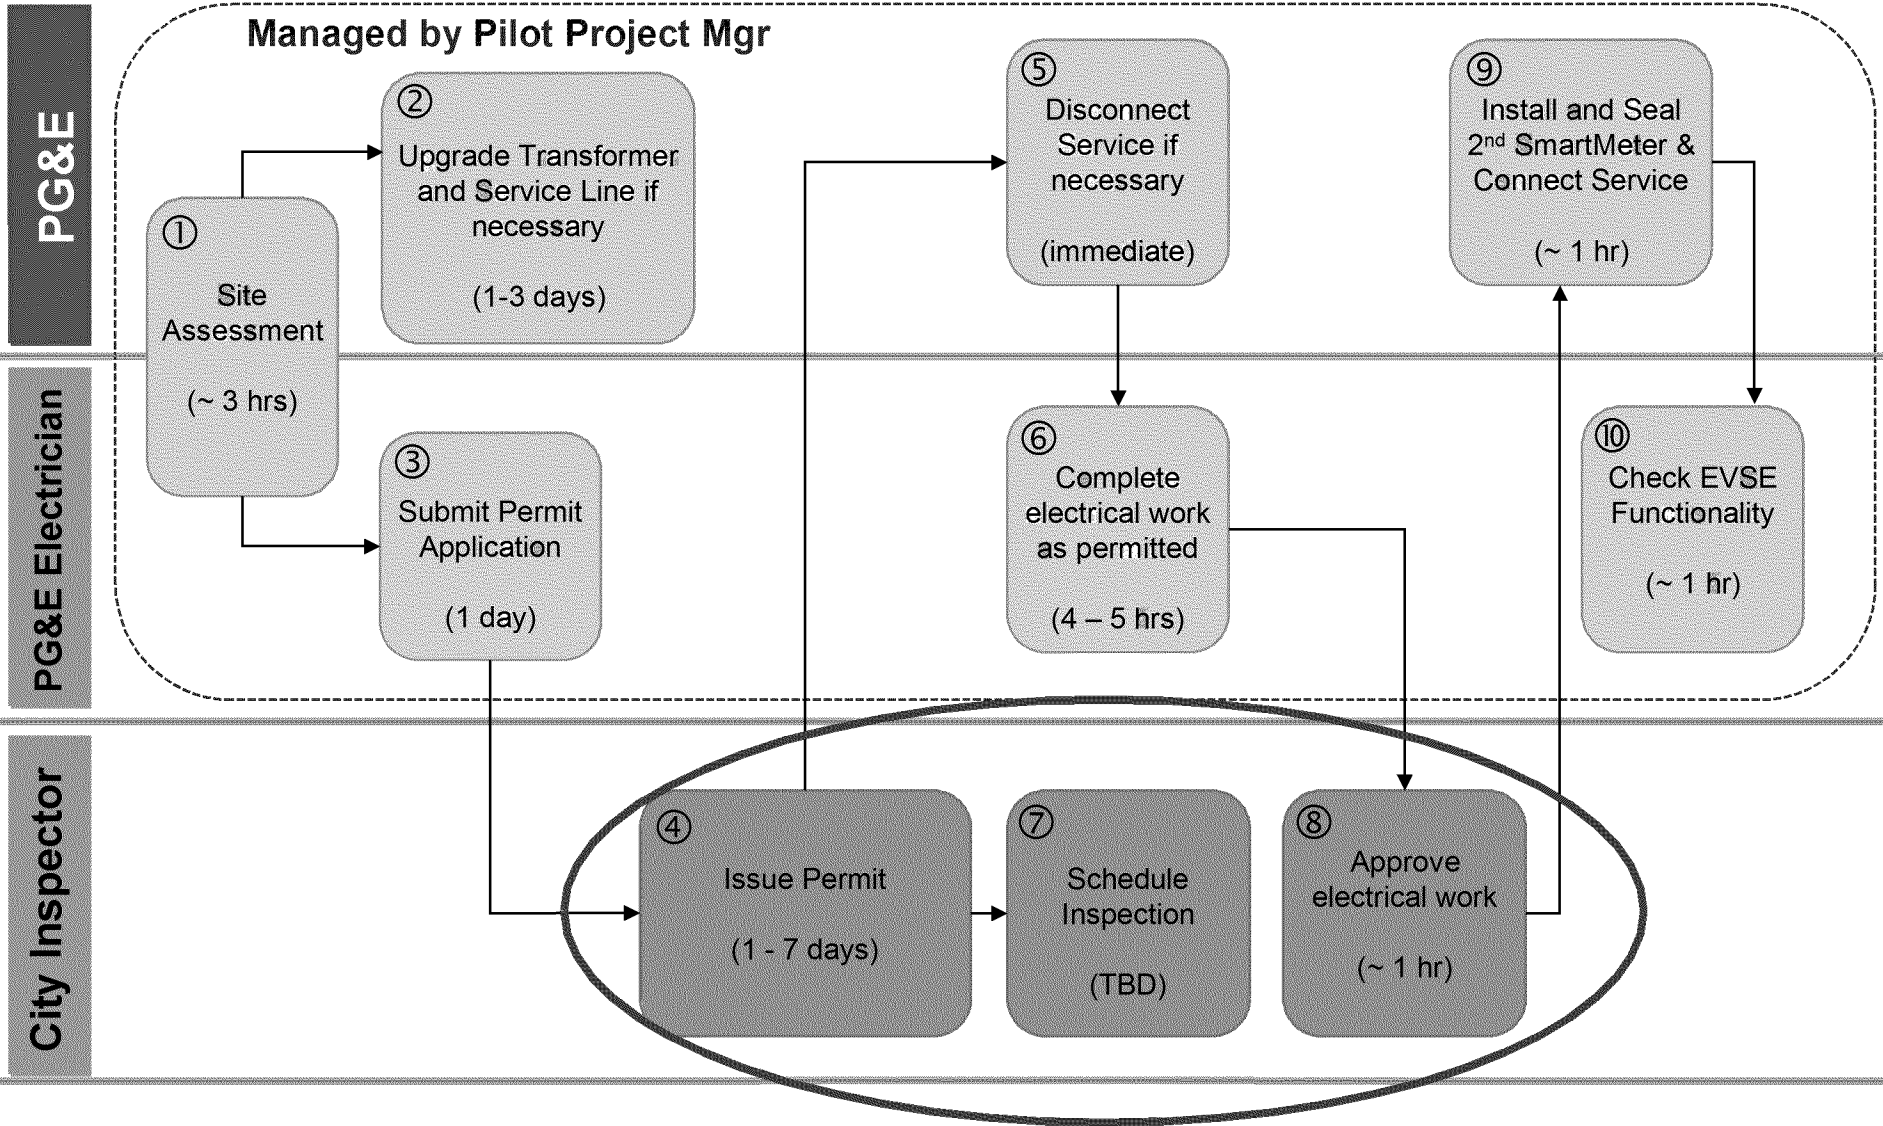 Managed by Pilot Project Mgr
PG&E
①
Site
Assessment
(~ 3 hrs)
②
Upgrade Transformer
and Service Line if
necessary
(1-3 days)
⑤
Disconnect
Service if
necessary
(immediate)
⑨
Install and Seal
2nd SmartMeter &
Connect Service
(~ 1 hr)
PG&E Electrician
③
Submit Permit
Application
(1 day)
⑥
Complete
electrical work
as permitted
(4 – 5 hrs)
⑩
Check EVSE
Functionality
(~ 1 hr)
City Inspector
④
Issue Permit
(1 - 7 days)
⑦
Schedule
Inspection
(TBD)
⑧
Approve
electrical work
(~ 1 hr)